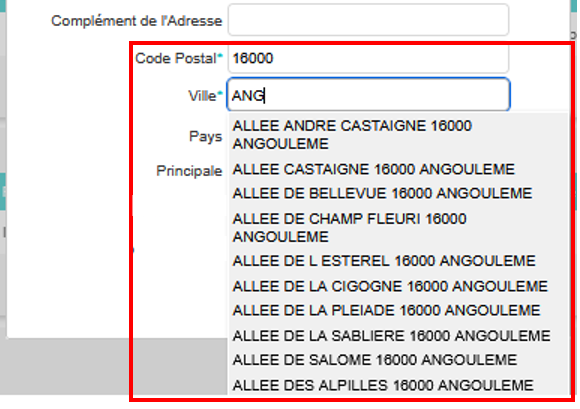 Complément de l'Adresse
Code Postal* 16000
Ville* ANG
Pays
Principale
ALLEE ANDRE CASTAIGNE 16000
ANGOULEME
ALLEE CASTAIGNE 16000 ANGOULEME
ALLEE DE BELLEVUE 16000 ANGOULEME
ALLEE DE CHAMP FLEURI 16000
ANGOULEME
ALLEE DE L ESTEREL 16000 ANGOULEME
ALLEE DE LA CIGOGNE 16000 ANGOULEME
ALLEE DE LA PLEIADE 16000 ANGOULEME
ALLEE DE LA SABLIERE 16000 ANGOULEME
ALLEE DE SALOME 16000 ANGOULEME
ALLEE DES ALPILLES 16000 ANGOULEME